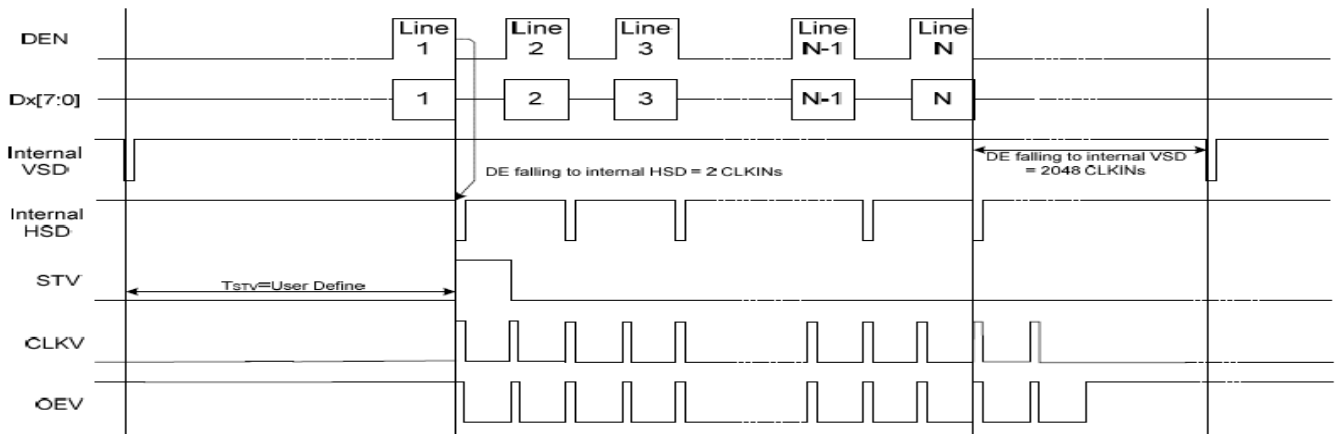 DEN
Line 1
Line 2
Line 3
Line N-1
Line N
Dx[7:0]
1
2
3
N-1
N
Internal VSD
DE falling to internal HSD = 2 CLKINs
DE falling to internal VSD
= 2048 CLKINs
Internal HSD
STV
TSTV=User Define
CLKV
OEV